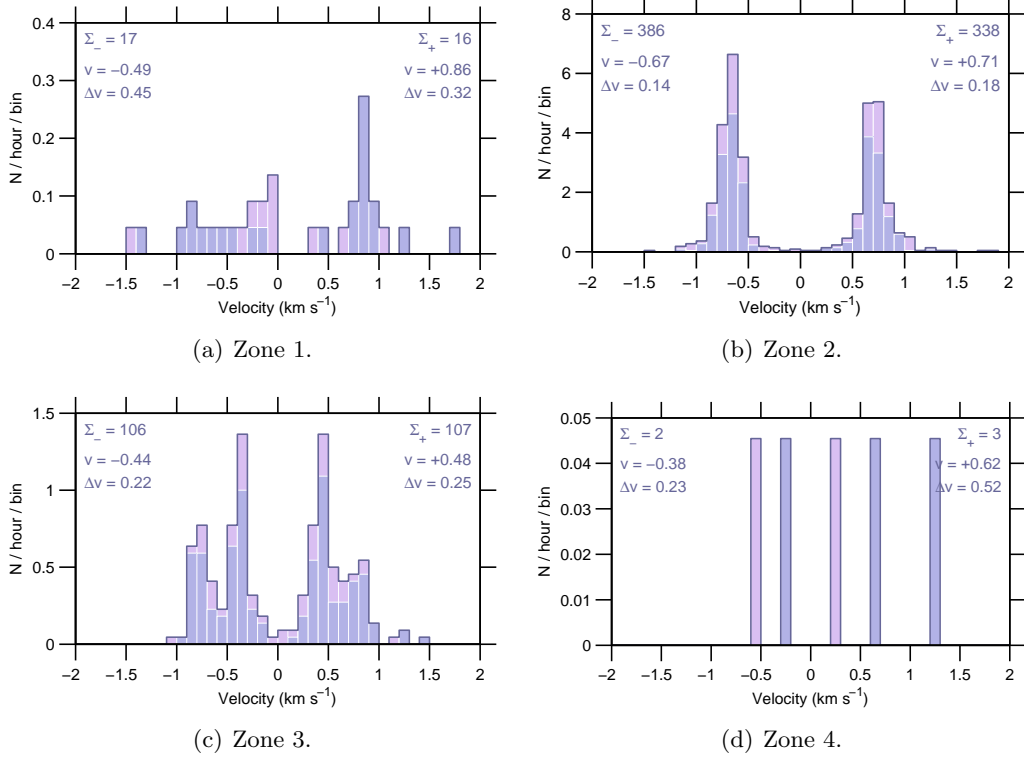 0.4
0.3
0.2
0.1
0
N / hour / bin
Σ₋ = 17
v = −0.49
Δv = 0.45
Σ₊ = 16
v = +0.86
Δv = 0.32
−2 −1.5 −1 −0.5 0 0.5 1 1.5 2
Velocity (km s⁻¹)
(a) Zone 1.
8
6
4
2
0
N / hour / bin
Σ₋ = 386
v = −0.67
Δv = 0.14
Σ₊ = 338
v = +0.71
Δv = 0.18
−2 −1.5 −1 −0.5 0 0.5 1 1.5 2
Velocity (km s⁻¹)
(b) Zone 2.
1.5
1
0.5
0
N / hour / bin
Σ₋ = 106
v = −0.44
Δv = 0.22
Σ₊ = 107
v = +0.48
Δv = 0.25
−2 −1.5 −1 −0.5 0 0.5 1 1.5 2
Velocity (km s⁻¹)
(c) Zone 3.
0.05
0.04
0.03
0.02
0.01
0
N / hour / bin
Σ₋ = 2
v = −0.38
Δv = 0.23
Σ₊ = 3
v = +0.62
Δv = 0.52
−2 −1.5 −1 −0.5 0 0.5 1 1.5 2
Velocity (km s⁻¹)
(d) Zone 4.